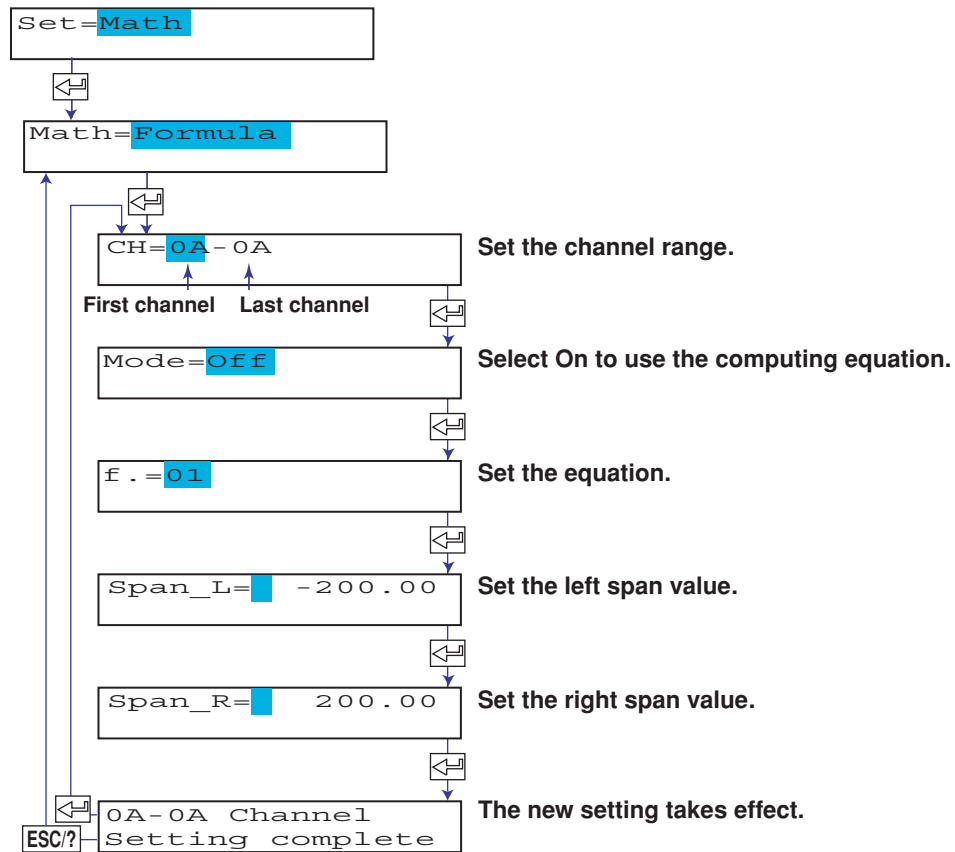 Set=Math
Math=Formula
CH=0A-0A
Set the channel range.
First channel Last channel
Mode=Off
Select On to use the computing equation.
f.=01
Set the equation.
Span_L= -200.00
Set the left span value.
Span_R= 200.00
Set the right span value.
0A-0A Channel
The new setting takes effect.
ESC/?
Setting complete